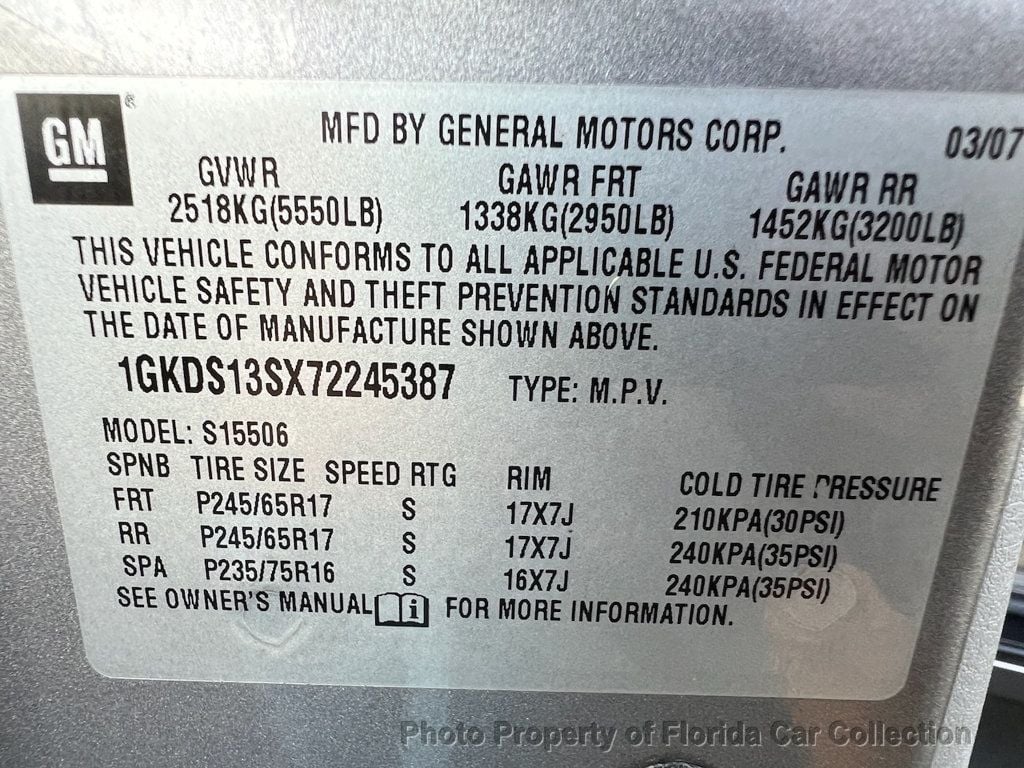 GM®
MFD BY GENERAL MOTORS CORP. 03/07
GVWR GAWR FRT GAWR RR
2518KG(5550LB) 1338KG(2950LB) 1452KG(3200LB)
THIS VEHICLE CONFORMS TO ALL APPLICABLE U.S. FEDERAL MOTOR
VEHICLE SAFETY AND THEFT PREVENTION STANDARDS IN EFFECT ON
THE DATE OF MANUFACTURE SHOWN ABOVE.
1GKDS13SX72245387 TYPE: M.P.V.
MODEL: S15506
SPNB TIRE SIZE SPEED RTG RIM COLD TIRE PRESSURE
FRT P245/65R17 S 17X7J 210KPA(30PSI)
RR P245/65R17 S 17X7J 240KPA(35PSI)
SPA P235/75R16 S 16X7J 240KPA(35PSI)
SEE OWNER'S MANUAL i FOR MORE INFORMATION.
Photo Property of Florida Car Collection